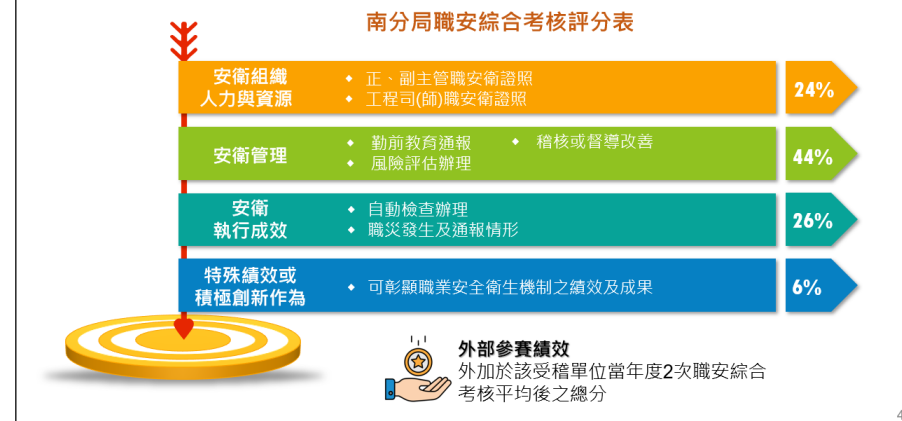 南分局職安綜合考核評分表
安衛組織
人力與資源
◆ 正、副主管職安衛證照
◆ 工程司(師)職安衛證照
24%
安衛管理
◆ 勤前教育通報 ◆ 稽核或督導改善
◆ 風險評估辦理
44%
安衛
執行成效
◆ 自動檢查辦理
◆ 職災發生及通報情形
26%
特殊績效或
積極創新作為
◆ 可彰顯職業安全衛生機制之績效及成果
6%
外部參賽績效
外加於該受稽單位當年度2次職安綜合
考核平均後之總分
4